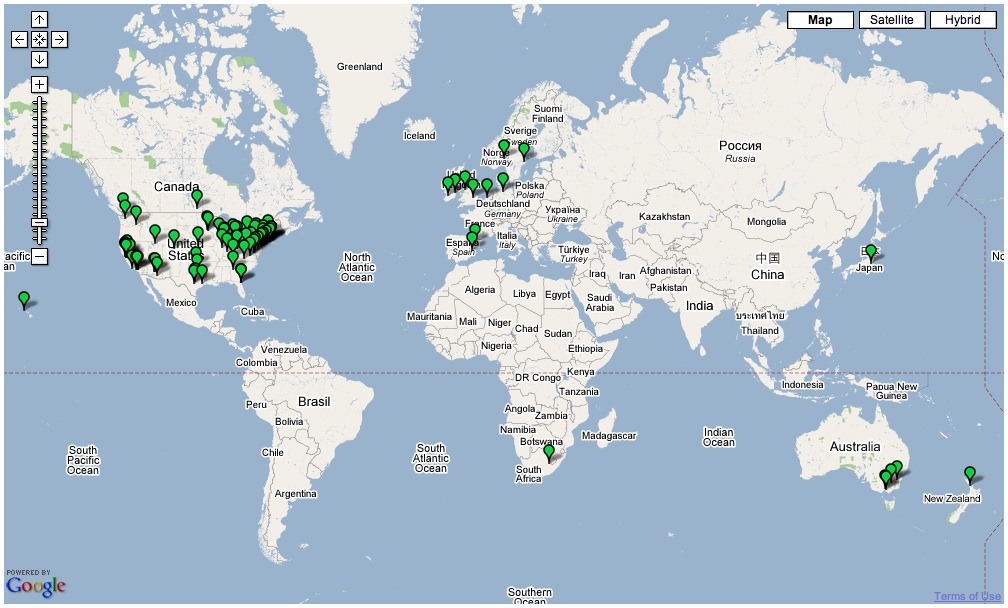 Map
Satellite
Hybrid
Greenland
Iceland
Suomi
Finland
Sverige
Sweden
Norge
Norway
Россия
Russia
Canada
United
Polska
Poland
Deutschland
Germany
Україна
Ukraine
France
Kazakhstan
Mongolia
Italia
Italy
España
Spain
Türkiye
Turkey
中国
China
Japan
United
States
North
Atlantic
Ocean
Iraq
Iran
Afghanistan
Pakistan
Algeria
Libya
Egypt
Saudi
Arabia
India
Mexico
Cuba
Mauritania
Mali
Niger
Chad
Sudan
ประเทศไทย
Thailand
Nigeria
Ethiopia
Venezuela
Colombia
DR Congo
Kenya
Indonesia
Papua New
Guinea
Tanzania
Peru
Brasil
Angola
Zambia
Bolivia
Namibia
Botswana
Madagascar
Indian
Ocean
Australia
South
Pacific
Ocean
Chile
South
Atlantic
Ocean
South
Africa
Argentina
New Zealand
POWERED BY
Google
Southern
Ocean
Terms of Use